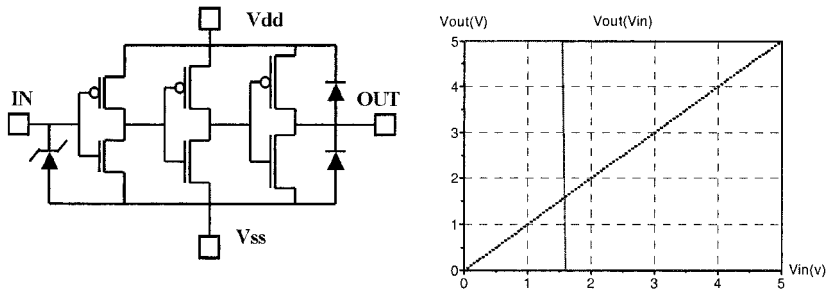 Vdd
IN
OUT
Vss
Vout(V)
Vout(Vin)
5
4
3
2
1
0
0 1 2 3 4 5
Vin(v)